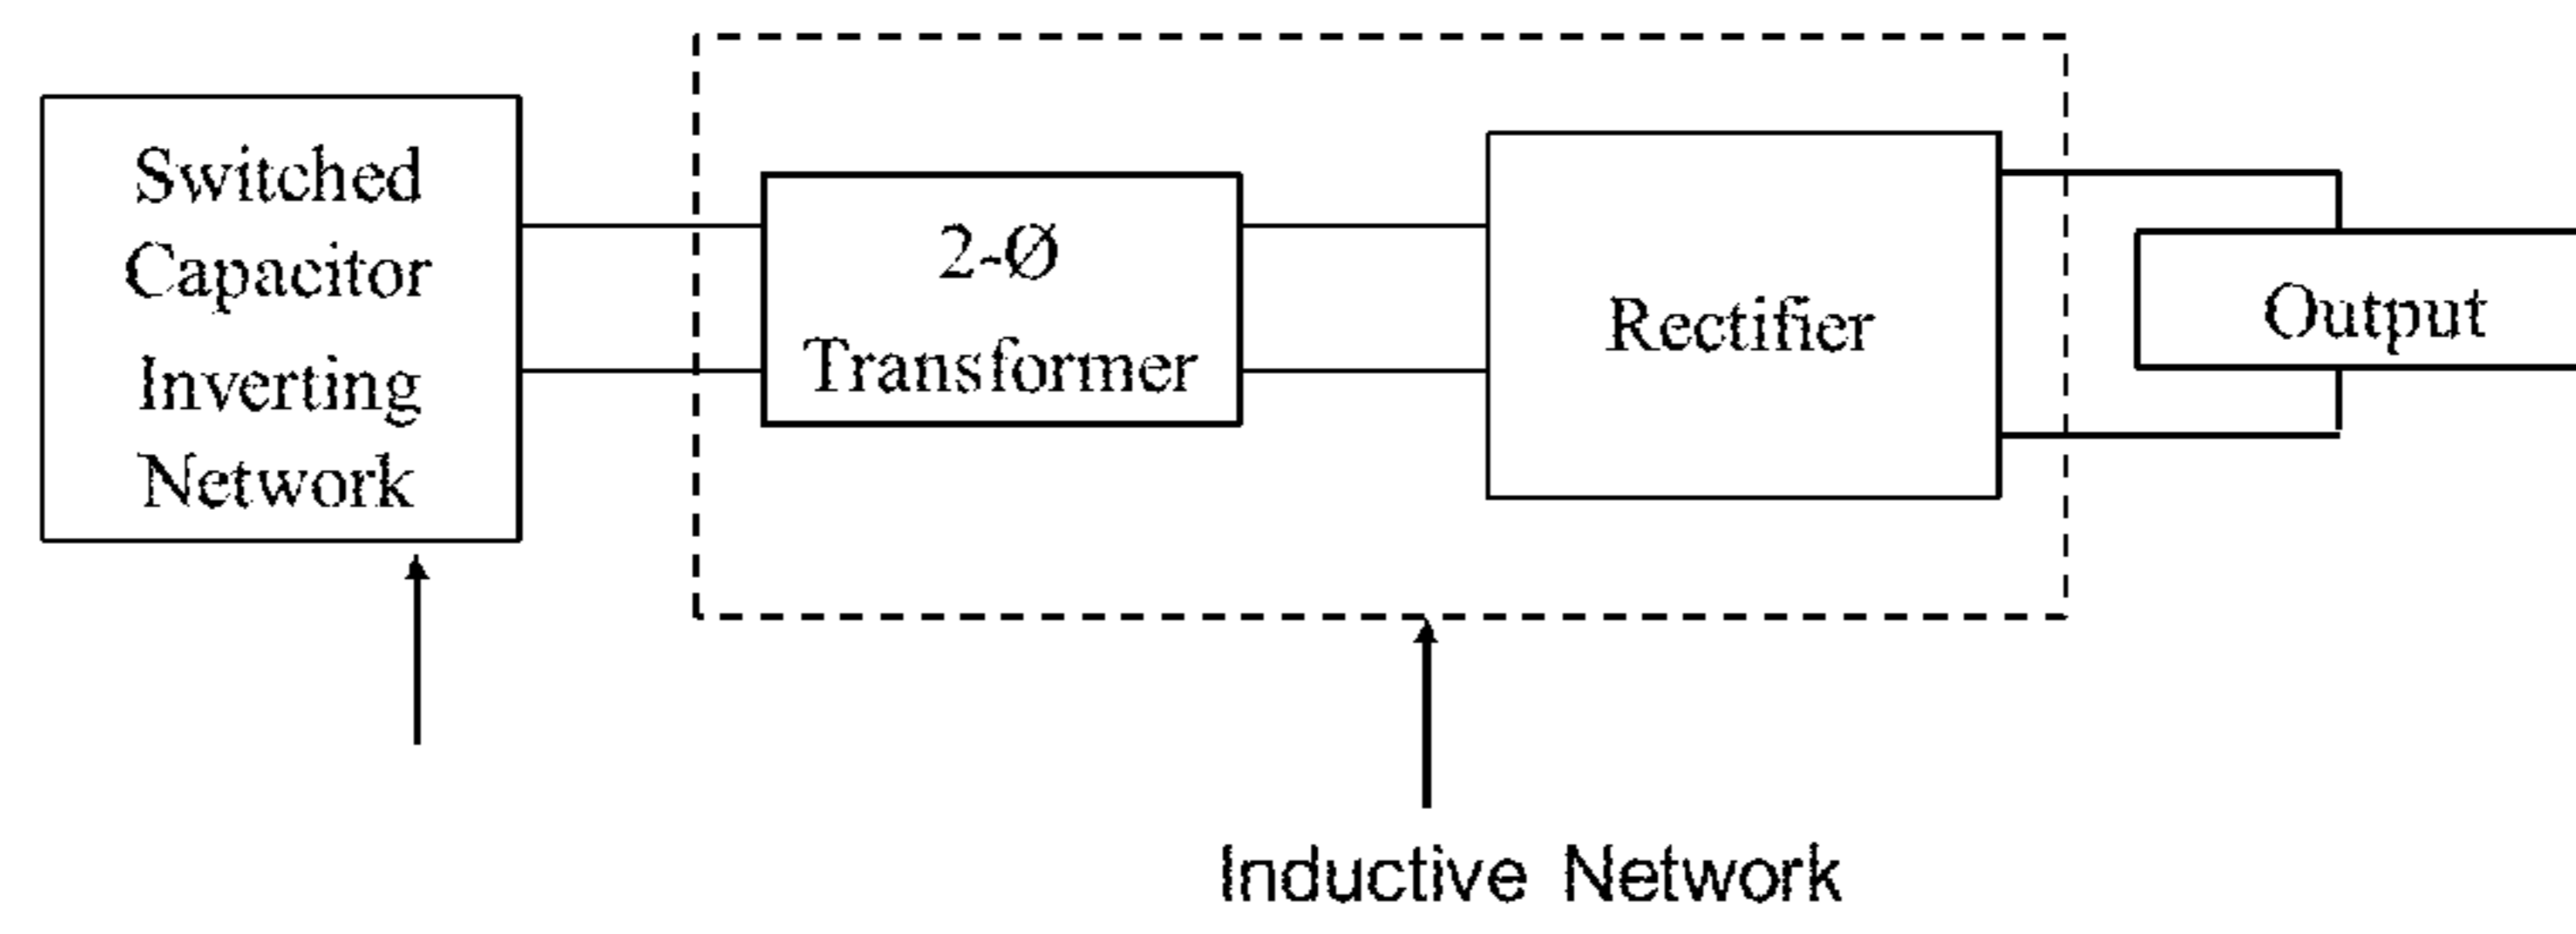 Switched
Capacitor
Inverting
Network
2-Ø
Transformer
Rectifier
Output
Inductive Network